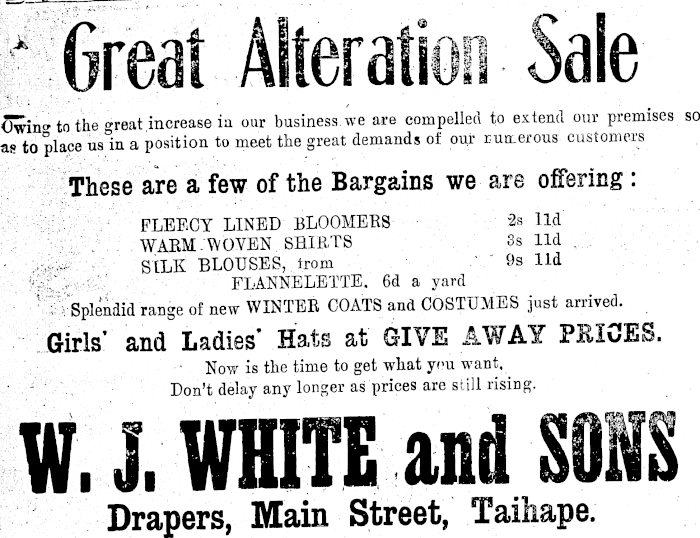 Great Alteration Sale
Owing to the great increase in our business we are compelled to extend our premises so
as to place us in a position to meet the great demands of our numerous customers
These are a few of the Bargains we are offering:
FLEECY LINED BLOOMERS 2s 11d
WARM WOVEN SHIRTS 3s 11d
SILK BLOUSES, from 9s 11d
FLANNELETTE, 6d a yard
Splendid range of new WINTER COATS and COSTUMES just arrived.
Girls' and Ladies' Hats at GIVE AWAY PRICES.
Now is the time to get what you want,
Don't delay any longer as prices are still rising.
W. J. WHITE and SONS
Drapers, Main Street, Taihape.